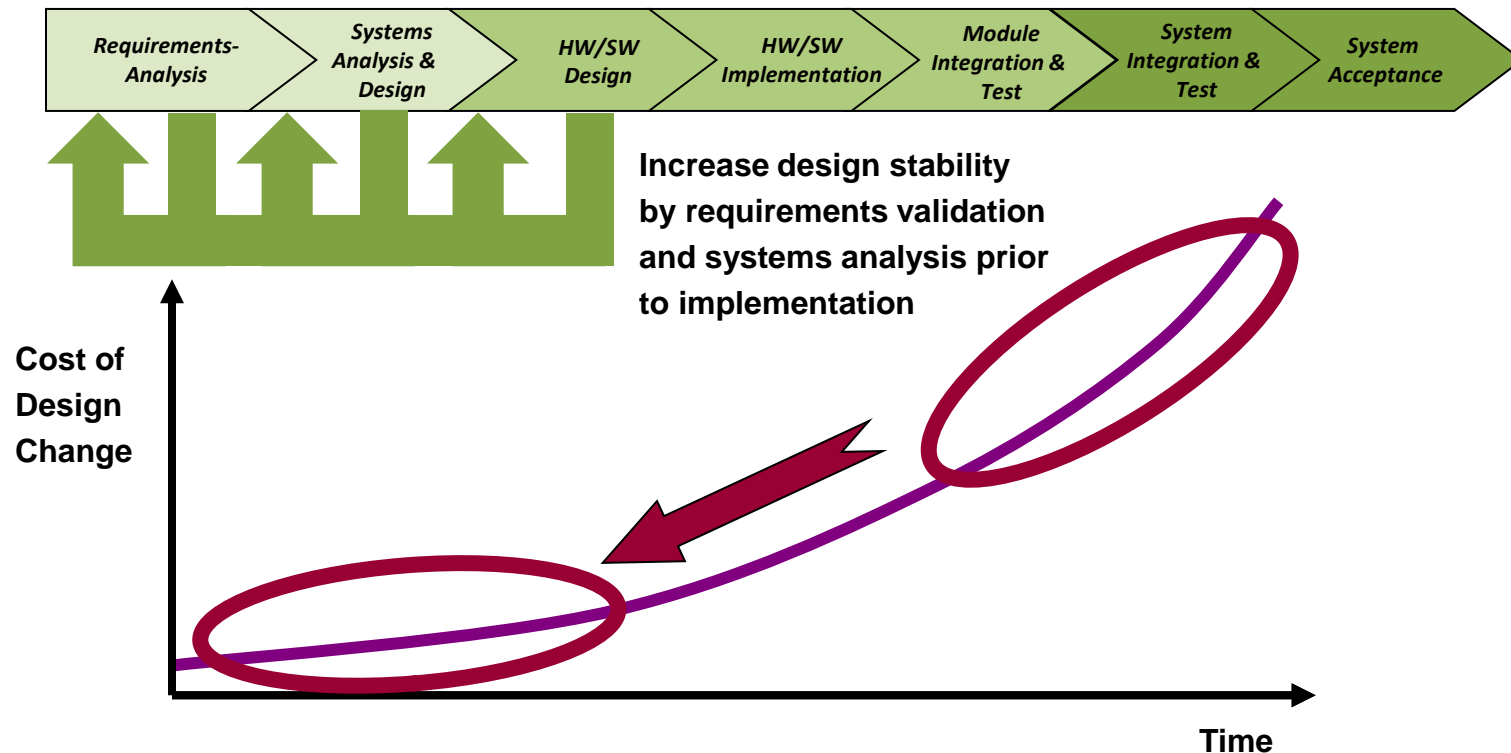 Requirements-
Analysis
Systems
Analysis &
Design
HW/SW
Design
HW/SW
Implementation
Module
Integration &
Test
System
Integration &
Test
System
Acceptance
Increase design stability
by requirements validation
and systems analysis prior
to implementation
Cost of
Design
Change
Time